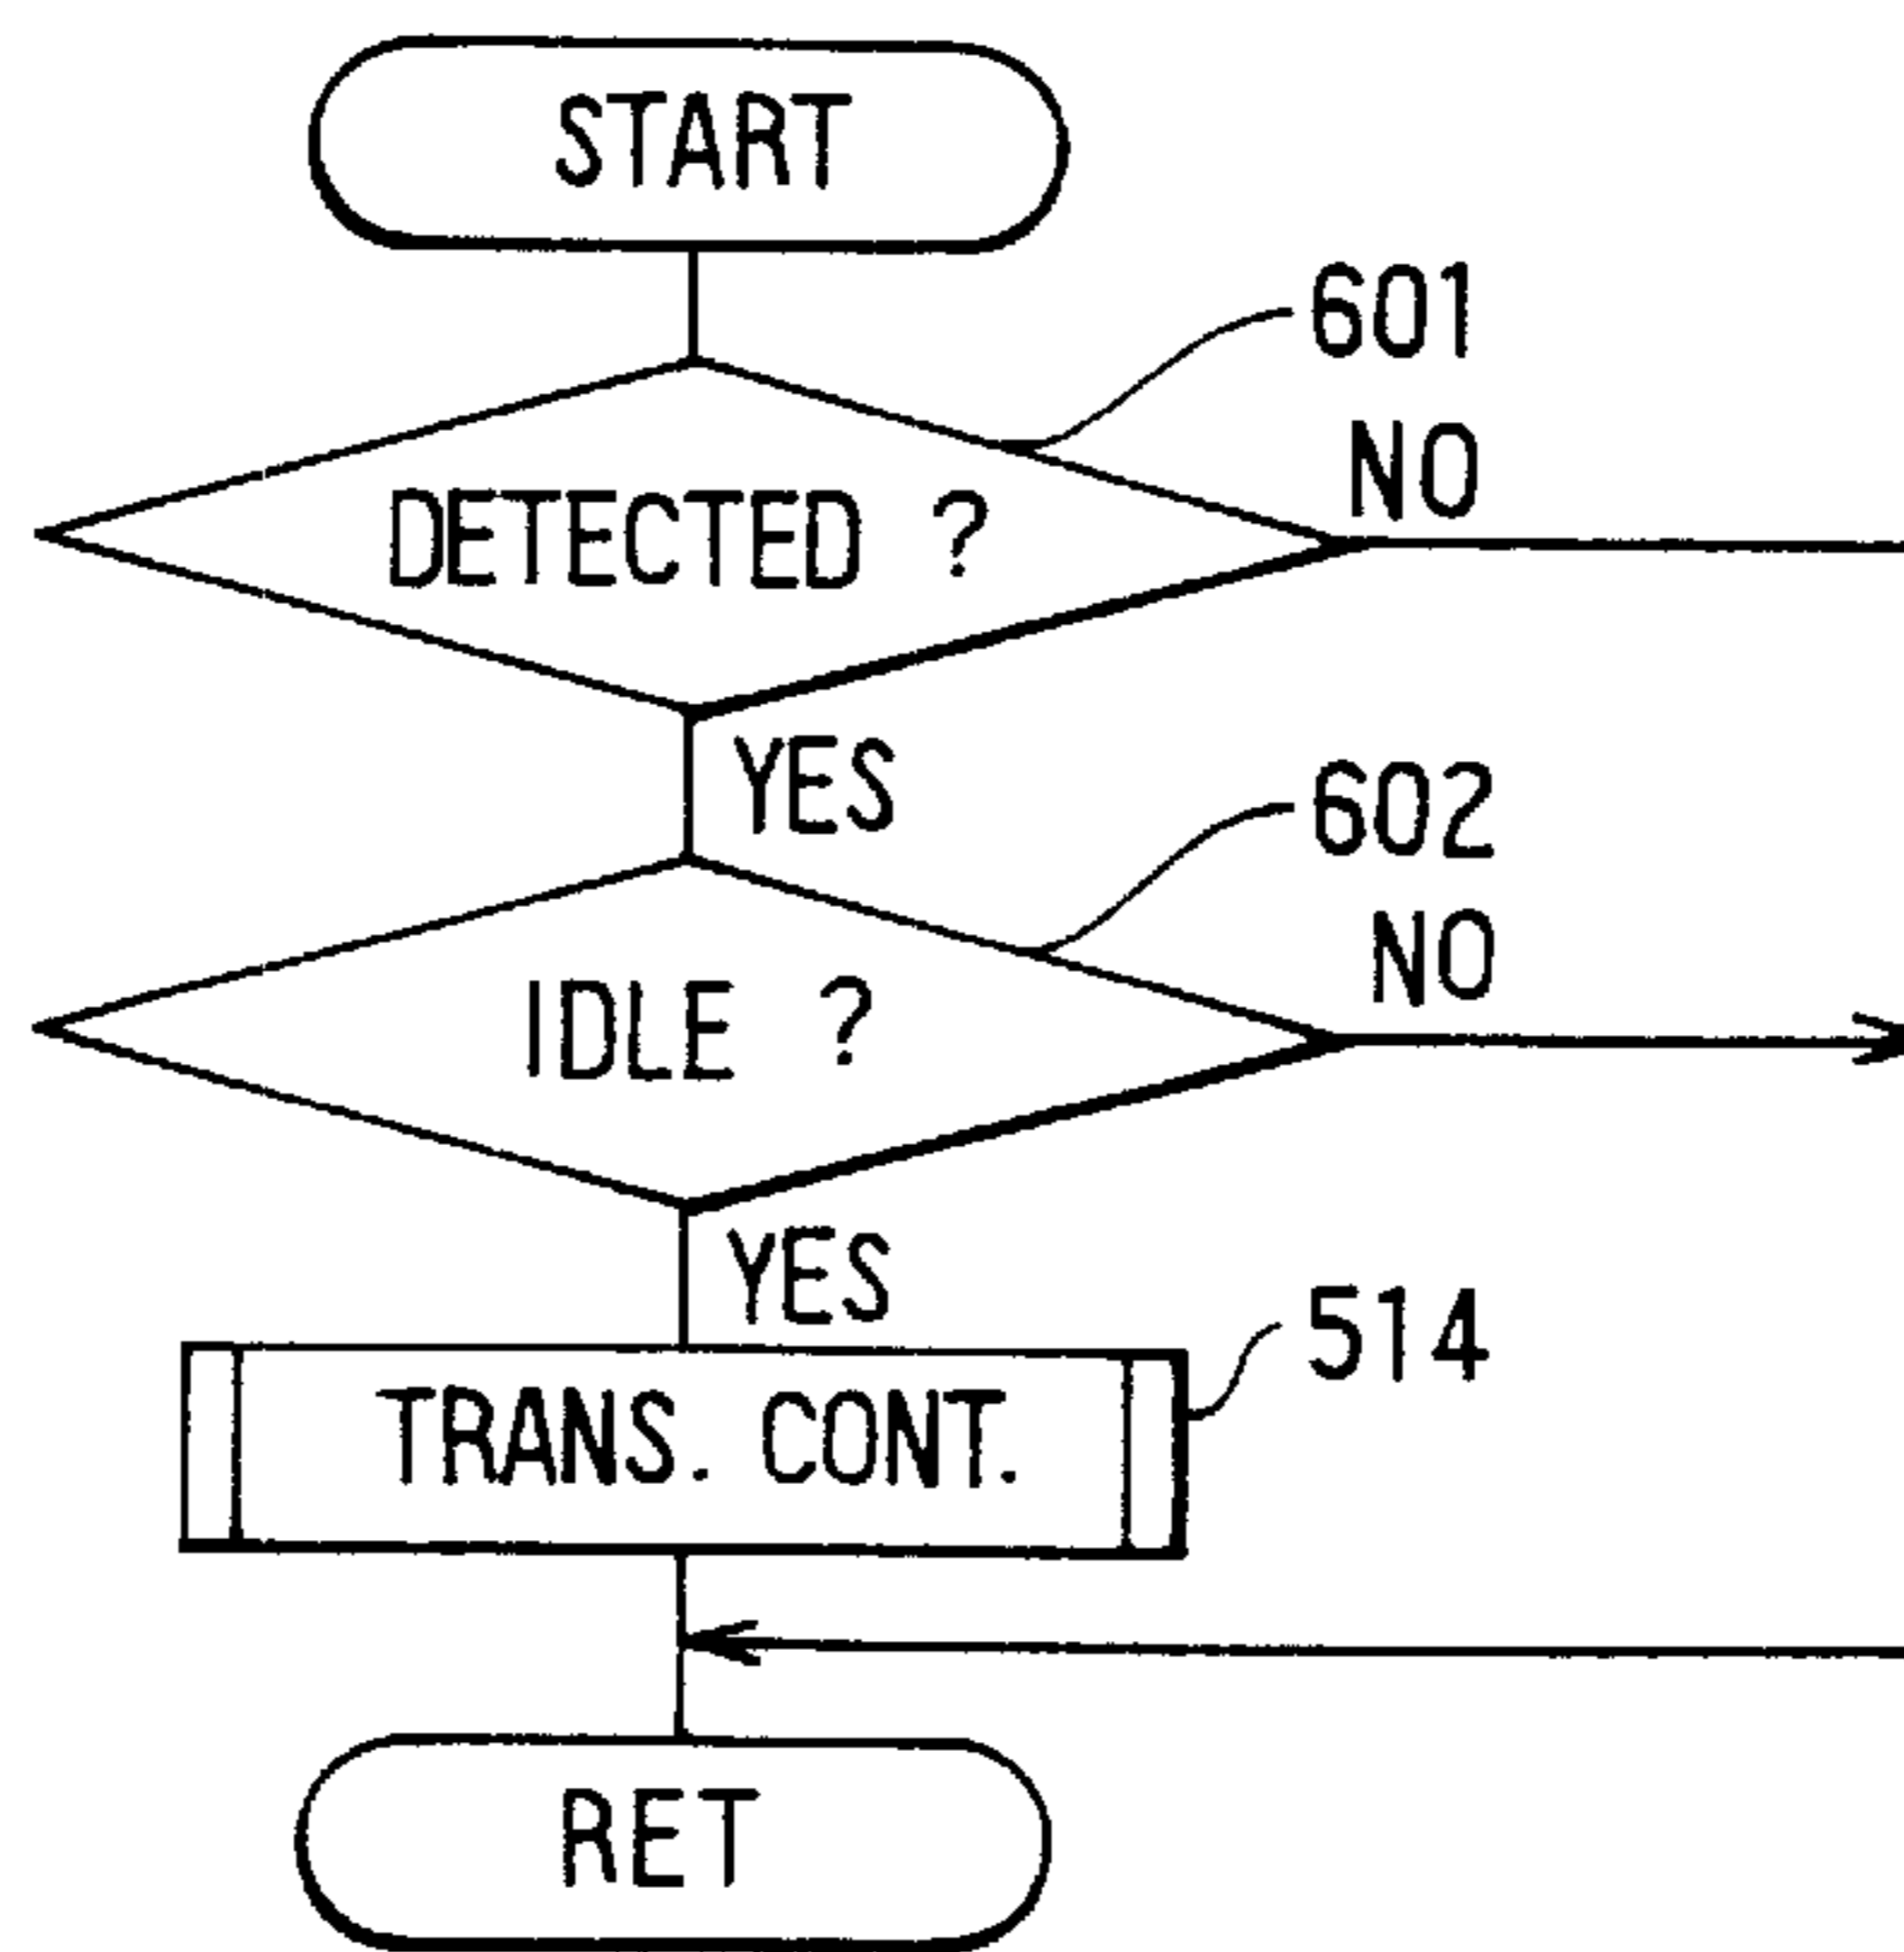 START
601
NO
DETECTED ?
YES
602
NO
IDLE ?
YES
514
TRANS. CONT.
RET